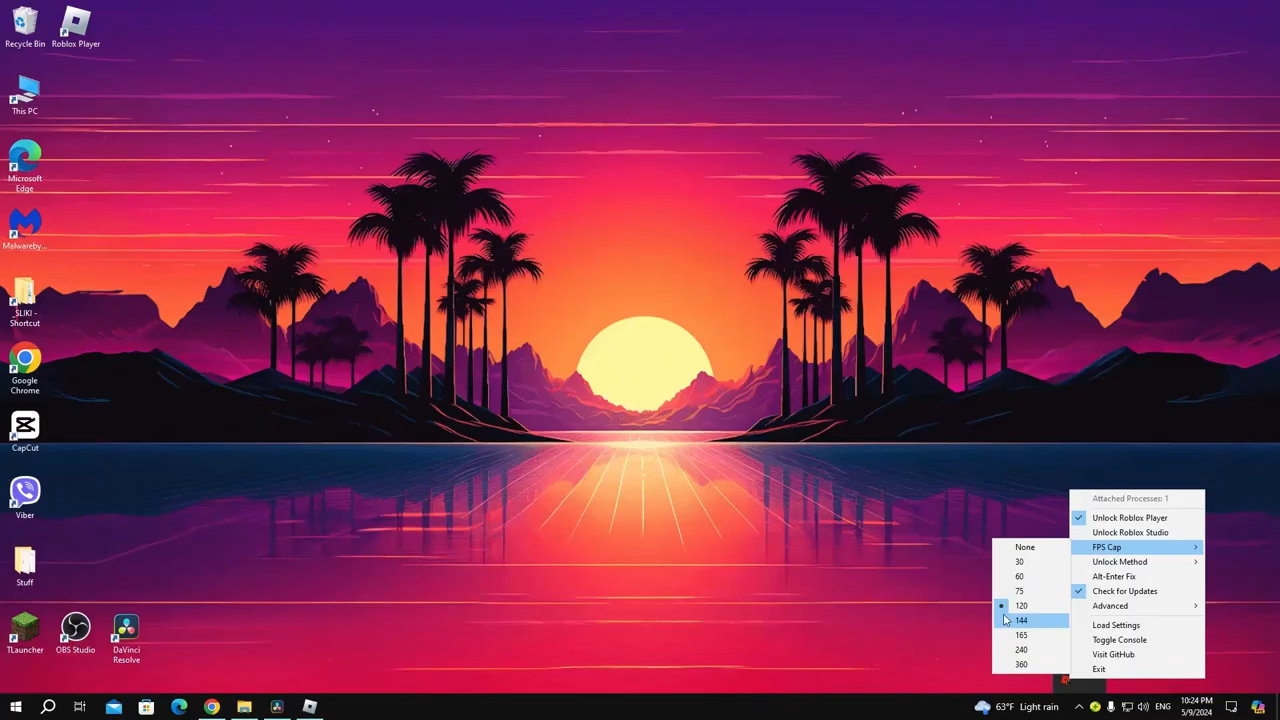 Recycle Bin
Roblox Player
This PC
Microsoft
Edge
Malwareby...
_SLIKI -
Shortcut
Google
Chrome
CapCut
Viber
Stuff
TLauncher
OBS Studio
DaVinci
Resolve
Attached Processes: 1
Unlock Roblox Player
Unlock Roblox Studio
FPS Cap
Unlock Method
Alt-Enter Fix
Check for Updates
Advanced
Load Settings
Toggle Console
Visit GitHub
Exit
None
30
60
75
120
144
165
240
360
63°F Light rain
ENG
10:24 PM
5/9/2024